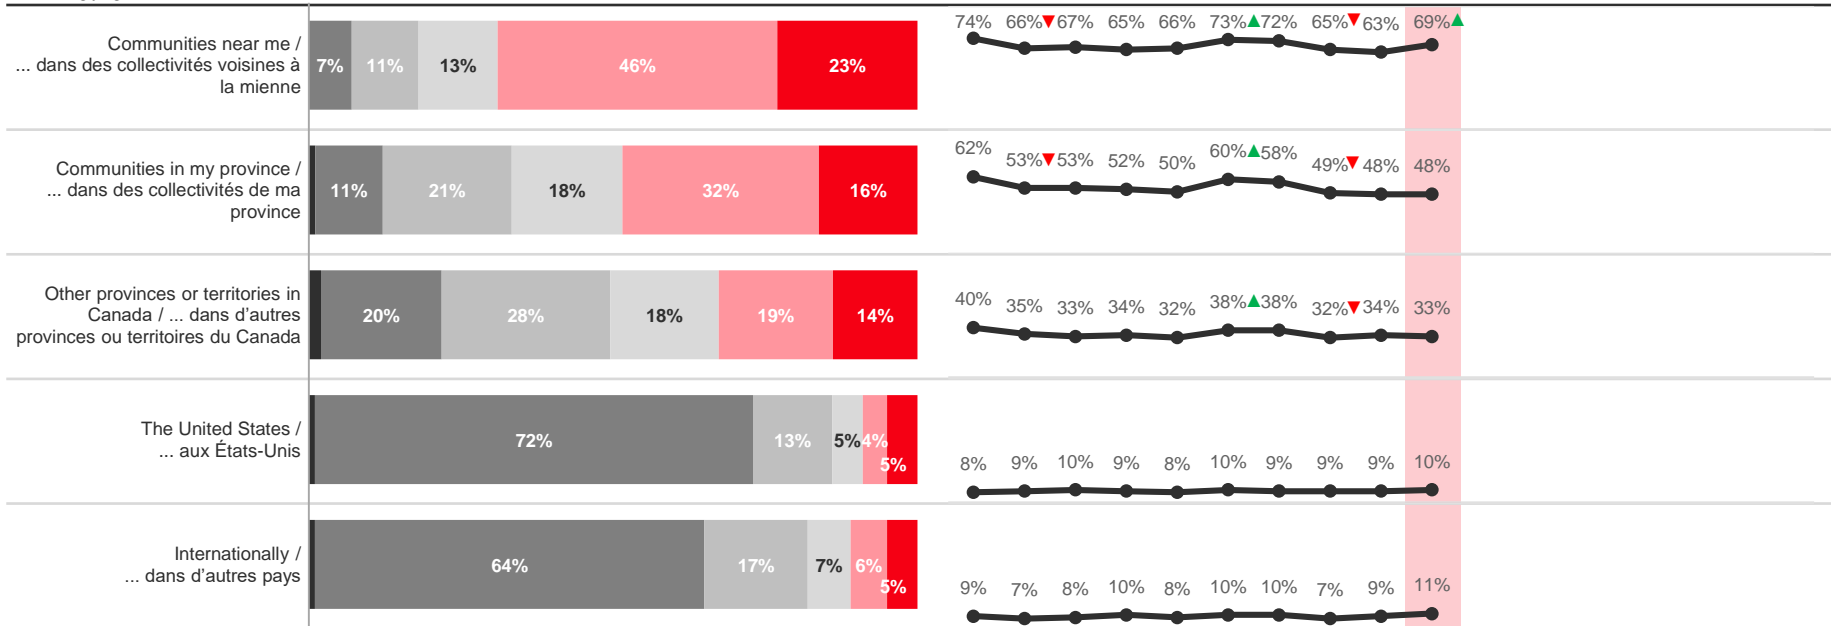 Communities near me /
... dans des collectivités voisines à
la mienne
7% 11% 13% 46% 23%
74% 66%▼67% 65% 66% 73%▲72% 65%▼63% 69%▲
Communities in my province /
... dans des collectivités de ma
province
11% 21% 18% 32% 16%
62% 53%▼53% 52% 50% 60%▲58% 49%▼48% 48%
Other provinces or territories in
Canada / ... dans d'autres
provinces ou territoires du Canada
20% 28% 18% 19% 14%
40% 35% 33% 34% 32% 38%▲38% 32%▼34% 33%
The United States /
... aux États-Unis
72% 13% 5% 4% 5%
8% 9% 10% 9% 8% 10% 9% 9% 9% 10%
Internationally /
... dans d'autres pays
64% 17% 7% 6% 5%
9% 7% 8% 10% 8% 10% 10% 7% 9% 11%